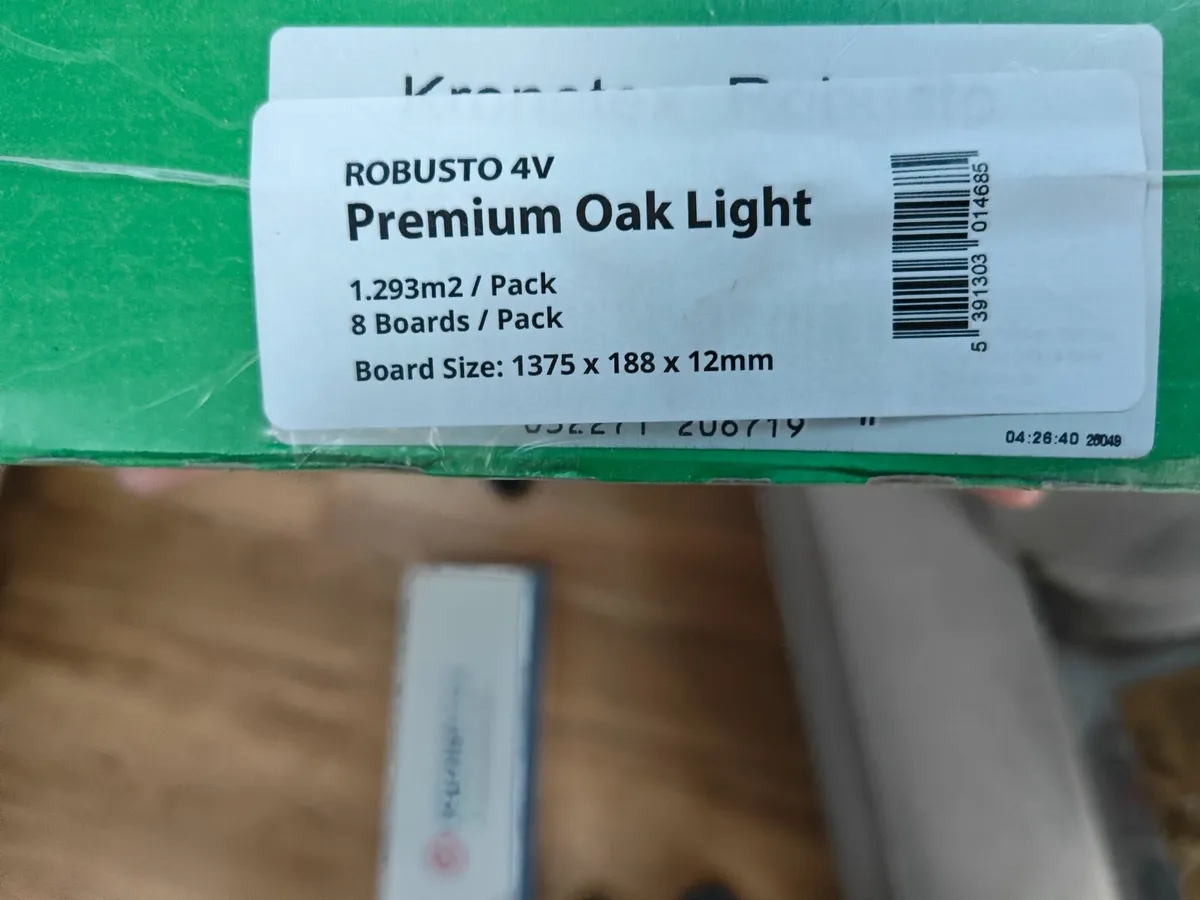 ROBUSTO 4V
Premium Oak Light
1.293m2 / Pack
8 Boards / Pack
Board Size: 1375 x 188 x 12mm
5 391303 014685
04:26:40 26049